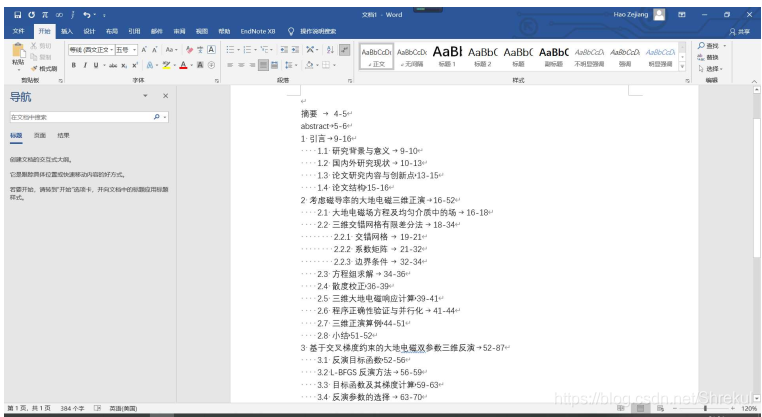 文档1 - Word
Hao Zejiang
文件 开始 插入 设计 布局 引用 邮件 审阅 视图 帮助 EndNote X8 操作说明搜索 共享
粘贴 剪切 复制 格式刷
等线 (西文正文 五号
AaBbCcDc AaBbCcDc AaBl AaBbC AaBbC AaBbC AaBbCcDc AaBbCcDc AaBbCcDc
正文 无间隔 标题 1 标题 2 标题 副标题 不明显强调 强调 明显强调
查找 替换 选择
剪贴板 字体 段落 样式 编辑
导航
在文档中搜索
标题 页面 结果
创建文档的交互式大纲。
它是跟踪具体位置或快速移动内容的好方式。
若要开始，请转到“开始”选项卡，并向文档中的标题应用标题
样式。
摘要 → 4-5
abstract→5-6
1 引言→9-16
1.1 研究背景与意义 → 9-10
1.2 国内外研究现状 → 10-13
1.3 论文研究内容与创新点→13-15
1.4 论文结构→15-16
2 考虑磁导率的大地电磁三维正演→16-52
2.1 大地电磁场方程及均匀介质中的场 → 16-18
2.2 三维交错网格有限差分法 → 18-34
2.2.1 交错网格 → 19-21
2.2.2 系数矩阵 → 21-32
2.2.3 边界条件 → 32-34
2.3 方程组求解 → 34-36
2.4 散度校正→36-39
2.5 三维大地电磁响应计算→39-41
2.6 程序正确性验证与并行化 → 41-44
2.7 三维正演算例→44-51
2.8 小结→51-52
3 基于交叉梯度约束的大地电磁双参数三维反演 →52-87
3.1 反演目标函数→52-56
3.2 L-BFGS 反演方法 → 56-59
3.3 目标函数及其梯度计算→59-63
3.4 反演参数的选择 → 63-70
第 1 页，共 1 页 384 个字 英语(美国) 120%
https://blog.csdn.net/Shrekui